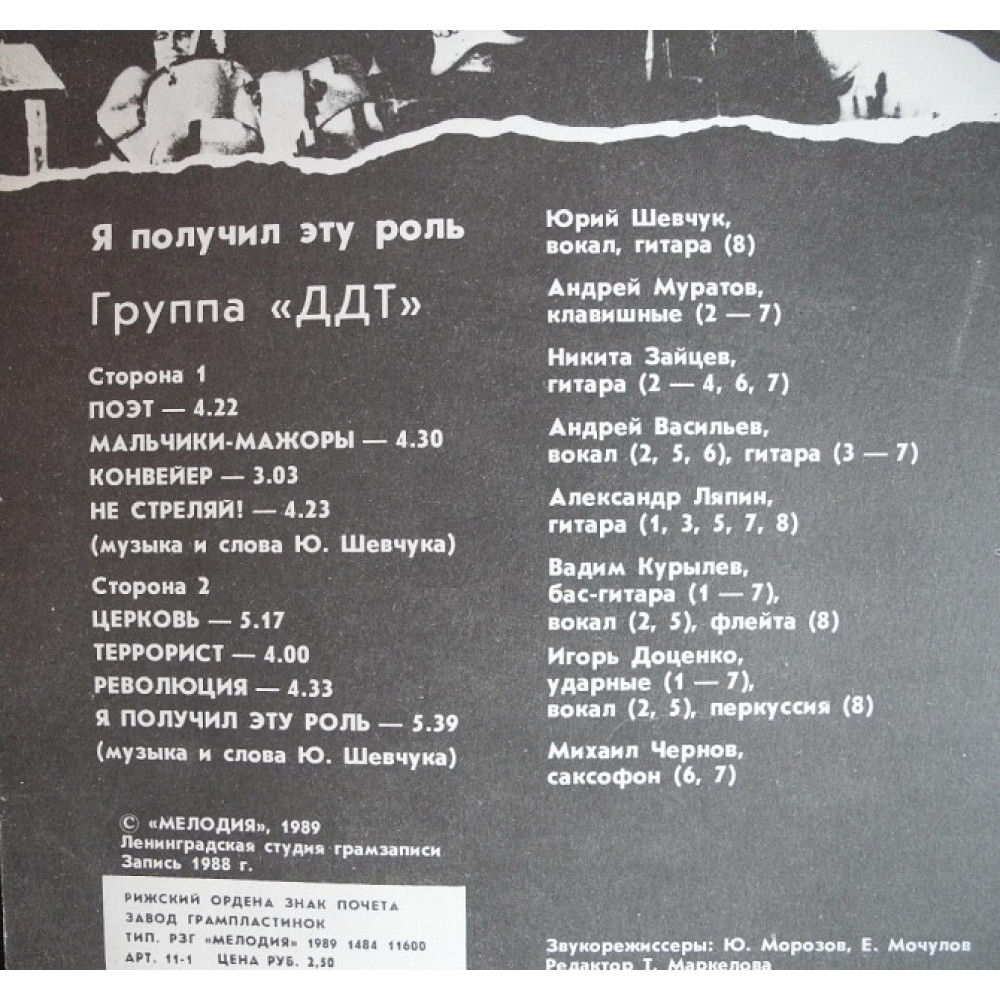 Я получил эту роль
Группа «ДДТ»
Сторона 1
ПОЭТ — 4.22
МАЛЬЧИКИ-МАЖОРЫ — 4.30
КОНВЕЙЕР — 3.03
НЕ СТРЕЛЯЙ! — 4.23
(музыка и слова Ю. Шевчука)
Сторона 2
ЦЕРКОВЬ — 5.17
ТЕРРОРИСТ — 4.00
РЕВОЛЮЦИЯ — 4.33
Я ПОЛУЧИЛ ЭТУ РОЛЬ — 5.39
(музыка и слова Ю. Шевчука)
© «МЕЛОДИЯ», 1989
Ленинградская студия грамзаписи
Запись 1988 г.
РИЖСКИЙ ОРДЕНА ЗНАК ПОЧЕТА
ЗАВОД ГРАМПЛАСТИНОК
ТИП. РЗГ «МЕЛОДИЯ» 1989 1484 11600
АРТ. 11-1 ЦЕНА РУБ. 2,50
Юрий Шевчук,
вокал, гитара (8)
Андрей Муратов,
клавишные (2 — 7)
Никита Зайцев,
гитара (2 — 4, 6, 7)
Андрей Васильев,
вокал (2, 5, 6), гитара (3 — 7)
Александр Ляпин,
гитара (1, 3, 5, 7, 8)
Вадим Курылев,
бас-гитара (1 — 7),
вокал (2, 5), флейта (8)
Игорь Доценко,
ударные (1 — 7),
вокал (2, 5), перкуссия (8)
Михаил Чернов,
саксофон (6, 7)
Звукорежиссеры: Ю. Морозов, Е. Мочулов
Редактор Т. Маркелова